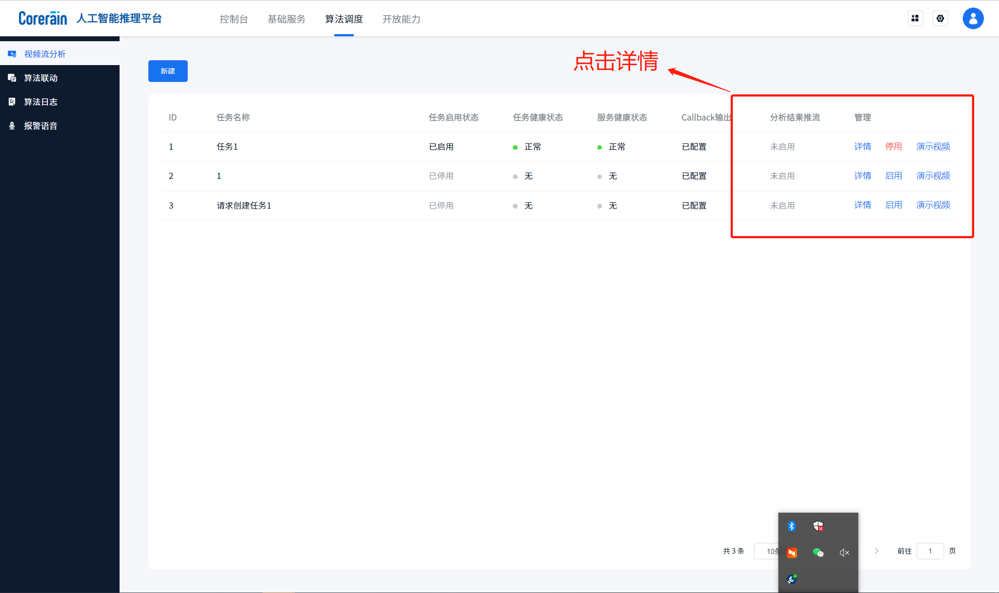 Corerain 人工智能推理平台 控制台 基础服务 算法调度 开放能力
视频流分析
算法联动
算法日志
报警语音
点击详情
新建
ID 任务名称 任务启用状态 任务健康状态 服务健康状态 Callback输出 分析结果推流 管理
1 任务1 已启用 正常 正常 已配置 未启用 详情 停用 演示视频
2 1 已停用 无 无 已配置 未启用 详情 启用 演示视频
3 请求创建任务1 已停用 无 无 已配置 未启用 详情 启用 演示视频
共 3 条 10条 前往 1 页